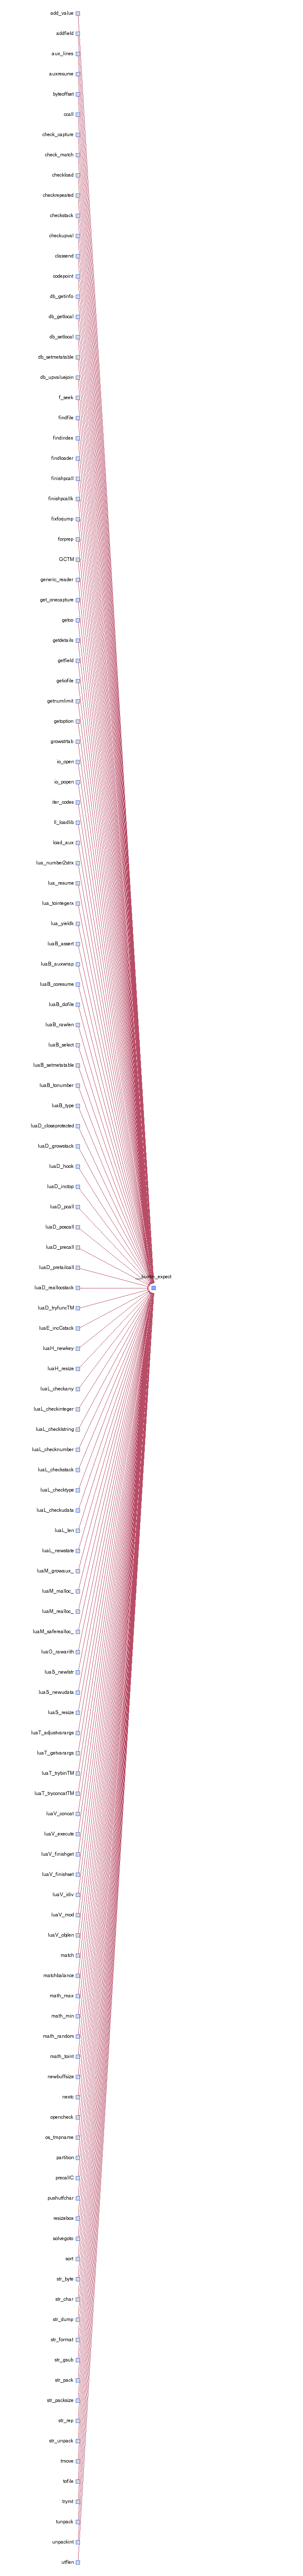 add_value
addfield
aux_lines
auxresume
byteoffset
ccall
check_capture
check_match
checkload
checkrepeated
checkstack
checkupval
classend
codepoint
db_getinfo
db_getlocal
db_setlocal
db_setmetatable
db_upvaluejoin
f_seek
findfile
findindex
findloader
finishpcall
finishpcallk
fixforjump
forprep
GCTM
generic_reader
get_onecapture
getco
getdetails
getfield
getiofile
getnumlimit
getoption
growstrtab
io_open
io_popen
iter_codes
ll_loadlib
load_aux
lua_number2strx
lua_resume
lua_tointegerx
lua_yieldk
luaB_assert
luaB_auxwrap
luaB_coresume
luaB_dofile
luaB_rawlen
luaB_select
luaB_setmetatable
luaB_tonumber
luaB_type
luaD_closeprotected
luaD_growstack
luaD_hook
luaD_inctop
luaD_pcall
luaD_poscall
luaD_precall
luaD_pretailcall
__builtin_expect
luaD_reallocstack
luaD_tryfuncTM
luaE_incCstack
luaH_newkey
luaH_resize
luaL_checkany
luaL_checkinteger
luaL_checklstring
luaL_checknumber
luaL_checkstack
luaL_checktype
luaL_checkudata
luaL_len
luaL_newstate
luaM_growaux_
luaM_malloc_
luaM_realloc_
luaM_saferealloc_
luaO_rawarith
luaS_newlstr
luaS_newudata
luaS_resize
luaT_adjustvarargs
luaT_getvarargs
luaT_trybinTM
luaT_tryconcatTM
luaV_concat
luaV_execute
luaV_finishget
luaV_finishset
luaV_idiv
luaV_mod
luaV_objlen
match
matchbalance
math_max
math_min
math_random
math_toint
newbuffsize
nextc
opencheck
os_tmpname
partition
precallC
pushutfchar
resizebox
solvegoto
sort
str_byte
str_char
str_dump
str_format
str_gsub
str_pack
str_packsize
str_rep
str_unpack
tmove
tofile
trymt
tunpack
unpackint
utflen